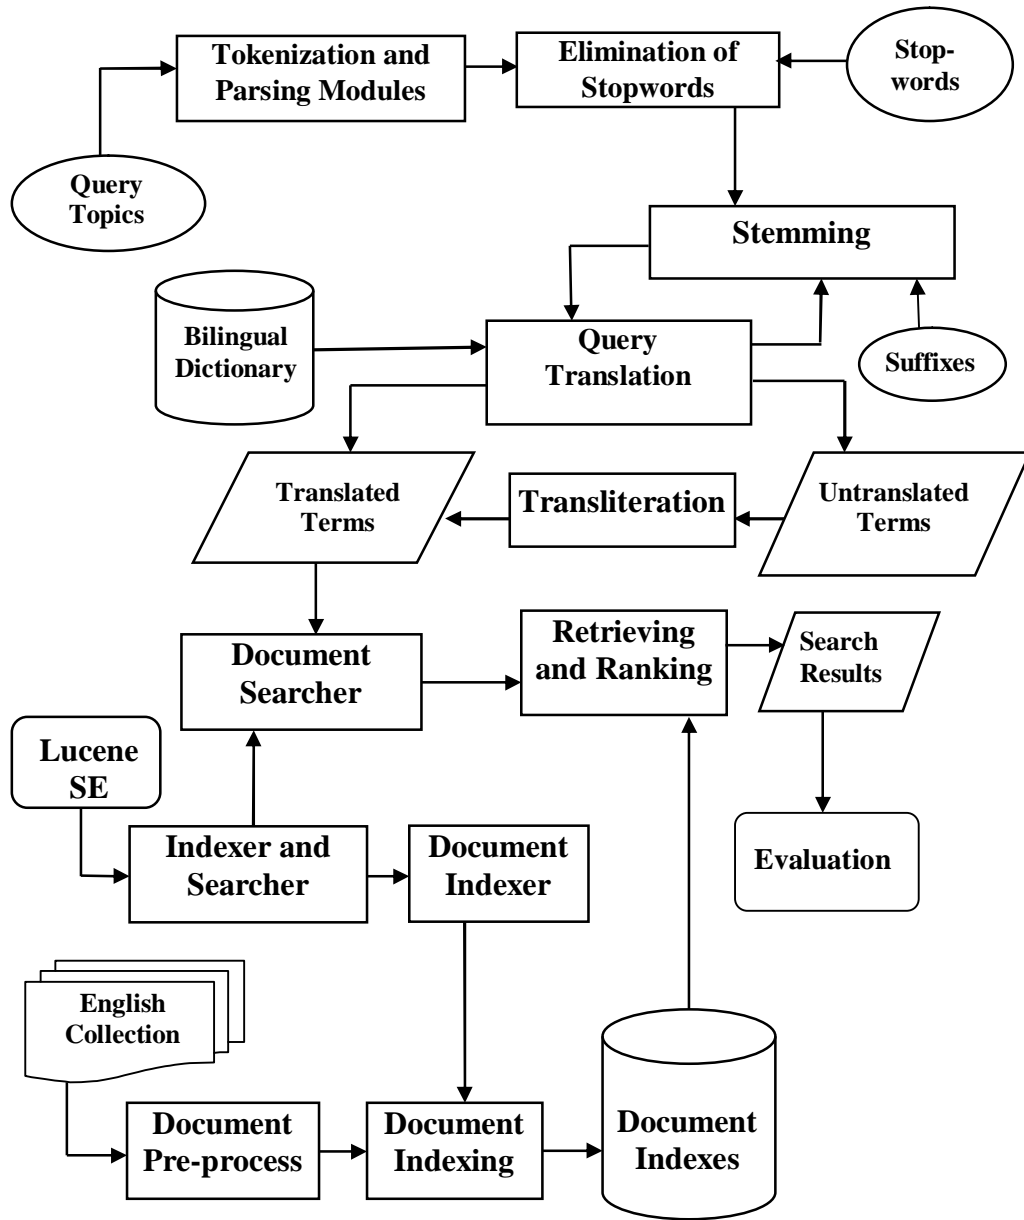 Tokenization and
Parsing Modules
Elimination of
Stopwords
Stop-
words
Query
Topics
Stemming
Bilingual
Dictionary
Query
Translation
Suffixes
Translated
Terms
Transliteration
Untranslated
Terms
Document
Searcher
Retrieving
and Ranking
Search
Results
Lucene
SE
Indexer and
Searcher
Document
Indexer
Evaluation
English
Collection
Document
Pre-process
Document
Indexing
Document
Indexes